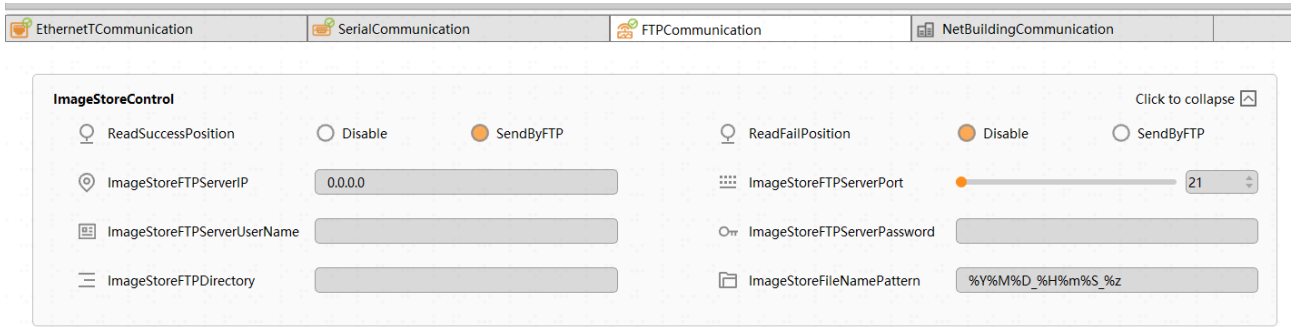 EthernetTCommunication SerialCommunication FTPCommunication NetBuildingCommunication
ImageStoreControl Click to collapse
ReadSuccessPosition Disable SendByFTP ReadFailPosition Disable SendByFTP
ImageStoreFTPServerIP 0.0.0.0 ImageStoreFTPServerPort 21
ImageStoreFTPServerUserName ImageStoreFTPServerPassword
ImageStoreFTPDirectory ImageStoreFileNamePattern %Y%M%D_%H%m%S_%z